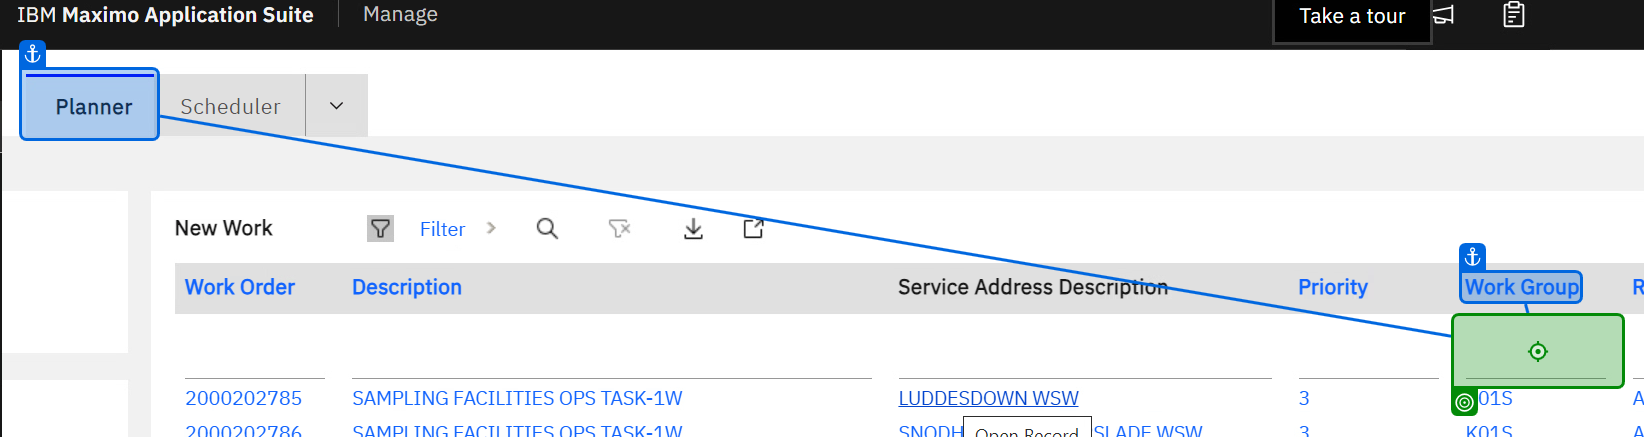 IBM Maximo Application Suite Manage Take a tour
Planner Scheduler
New Work Filter
Work Order Description Service Address Description Priority Work Group R
2000202785 SAMPLING FACILITIES OPS TASK-1W LUDDESDOWN WSW 3 01S A
2000202786 SAMPLING FACILITIES OPS TASK-1W SNODH SLADE WSW 3 K01S A
Open Record